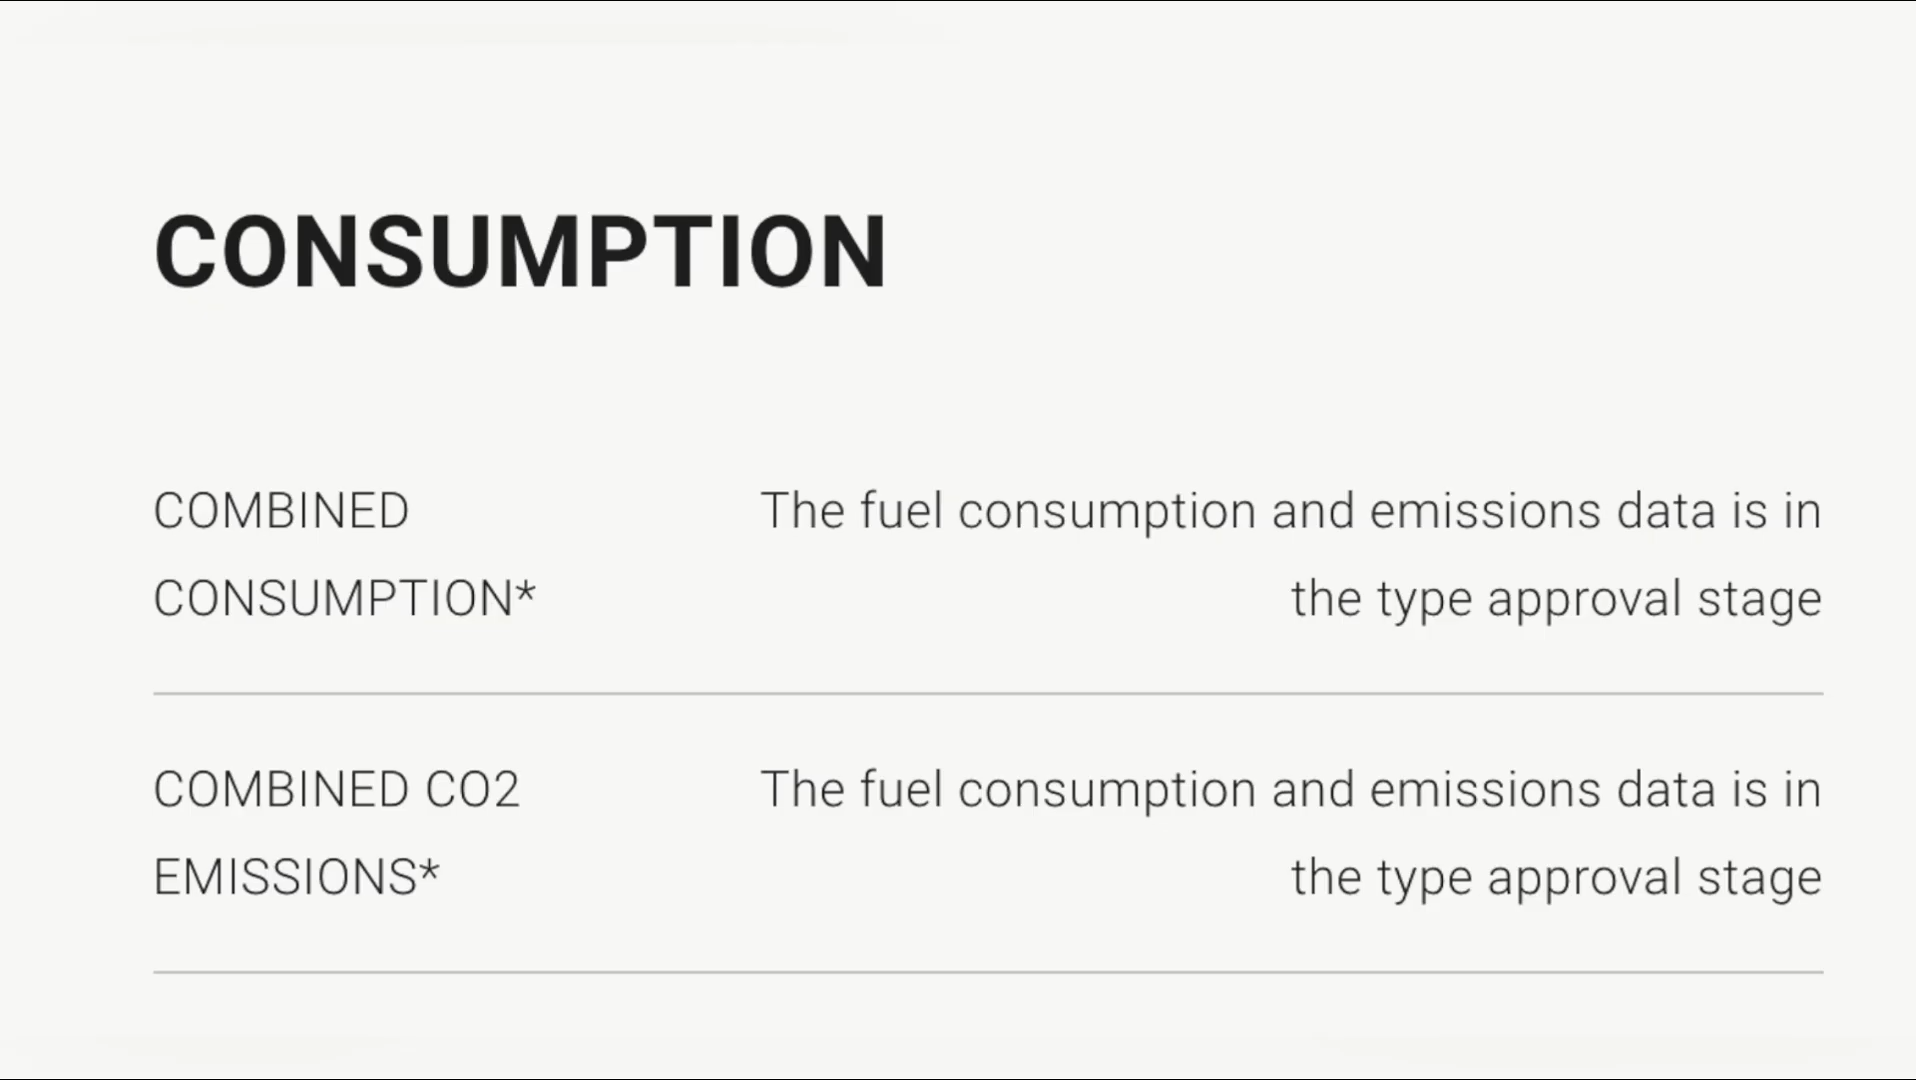 CONSUMPTION
COMBINED
CONSUMPTION*
The fuel consumption and emissions data is in
the type approval stage
COMBINED CO2
EMISSIONS*
The fuel consumption and emissions data is in
the type approval stage